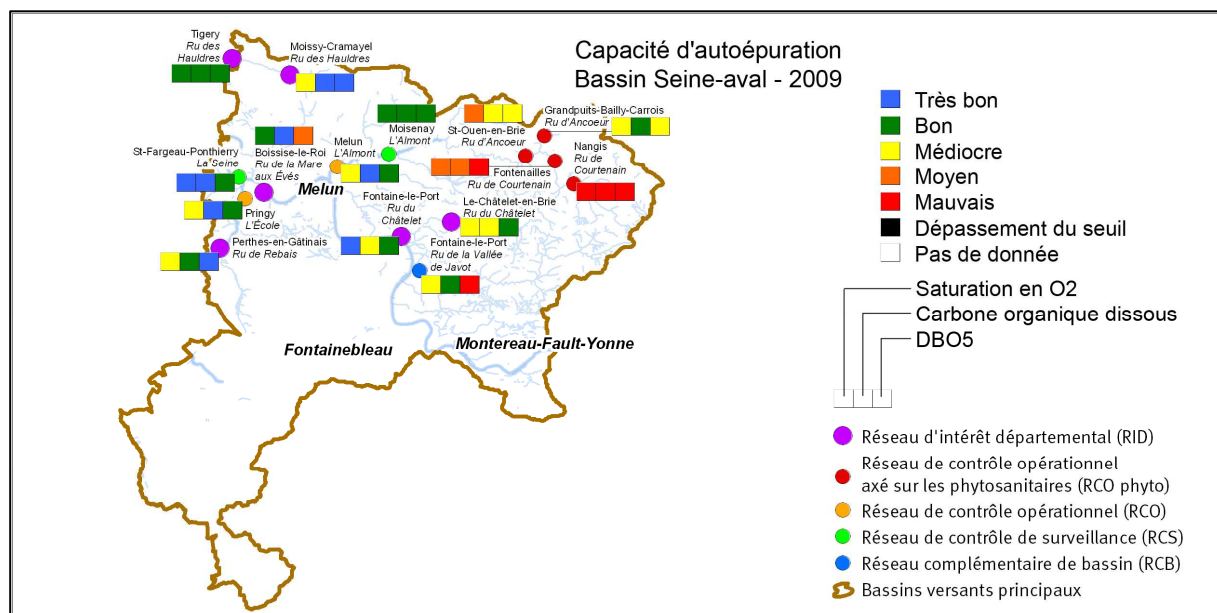 Capacité d'autoépuration
Bassin Seine-aval - 2009
Tigery
Ru des
Hauldres
Moissy-Cramayel
Ru des Hauldres
Grandpuits-Bailly-Carrois
Ru d'Ancoeur
St-Ouen-en-Brie
Ru d'Ancoeur
Moisenay
L'Almont
Nangis
Ru de
Courtenain
Melun
L'Almont
Boissise-le-Roi
Ru de la Mare
aux Évés
St-Fargeau-Ponthierry
La Seine
Fontenailles
Ru de Courtenain
Melun
Fontaine-le-Port
Ru du
Châtelet
Le-Châtelet-en-Brie
Ru du Châtelet
Pringy
L'École
Perthes-en-Gâtinais
Ru de Rebais
Fontaine-le-Port
Ru de la Vallée
de Javot
Fontainebleau
Montereau-Fault-Yonne
Très bon
Bon
Médiocre
Moyen
Mauvais
Dépassement du seuil
Pas de donnée
Saturation en O2
Carbone organique dissous
DBO5
Réseau d'intérêt départemental (RID)
Réseau de contrôle opérationnel
axé sur les phytosanitaires (RCO phyto)
Réseau de contrôle opérationnel (RCO)
Réseau de contrôle de surveillance (RCS)
Réseau complémentaire de bassin (RCB)
Bassins versants principaux